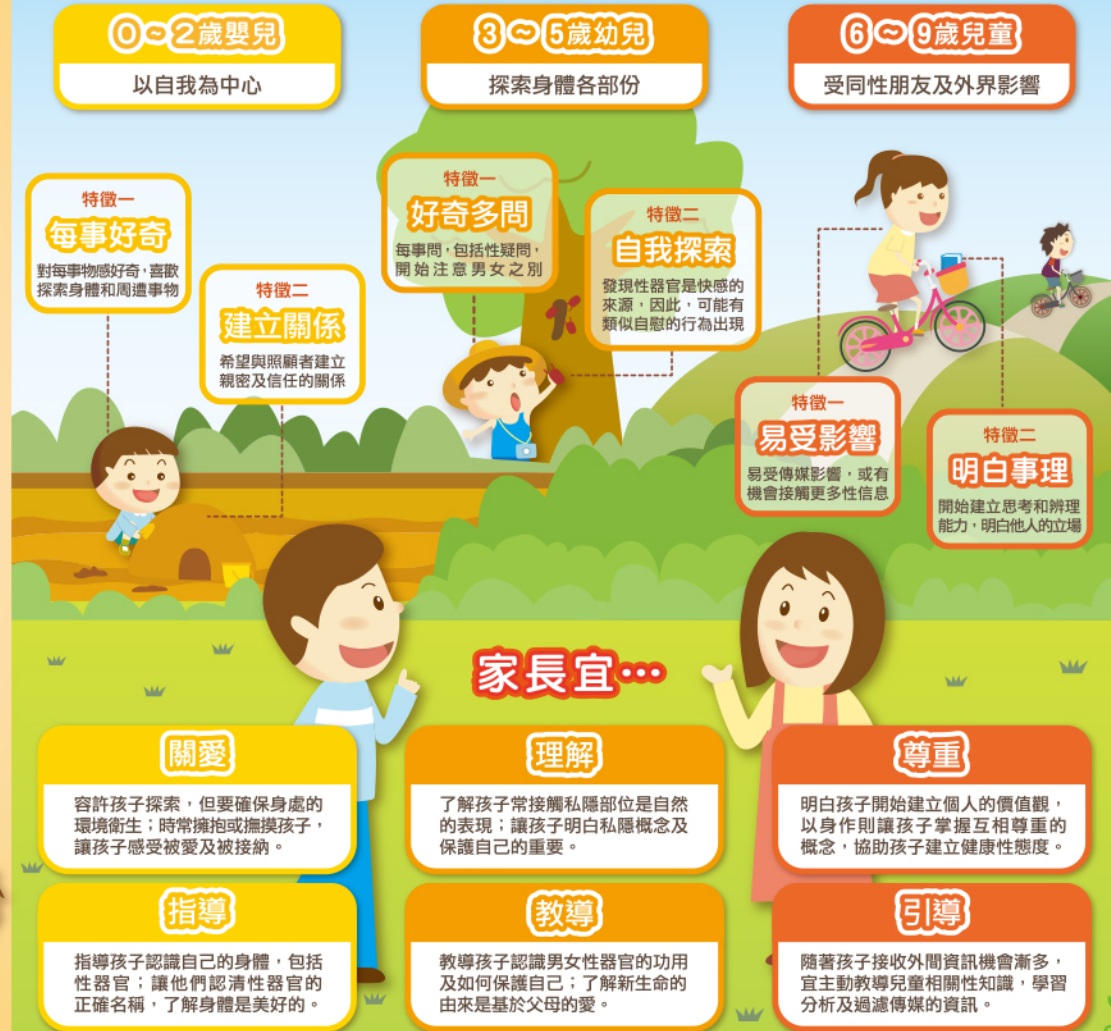 0~2歲嬰兒
以自我為中心
3~5歲幼兒
探索身體各部份
6~9歲兒童
受同性朋友及外界影響
特徵一
每事好奇
對每事物感好奇，喜歡
探索身體和周遭事物
特徵二
建立關係
希望與照顧者建立
親密及信任的關係
特徵一
好奇多問
每事問，包括性疑問，
開始注意男女之別
特徵二
自我探索
發現性器官是快感的
來源，因此，可能有
類似自慰的行為出現
特徵一
易受影響
易受傳媒影響，或有
機會接觸更多性信息
特徵二
明白事理
開始建立思考和辨理
能力，明白他人的立場
家長宜…
關愛
容許孩子探索，但要確保身處的
環境衛生；時常擁抱或撫摸孩子，
讓孩子感受被愛及被接納。
理解
了解孩子常接觸私隱部位是自然
的表現；讓孩子明白私隱概念及
保護自己的重要。
尊重
明白孩子開始建立個人的價值觀，
以身作則讓孩子掌握互相尊重的
概念，協助孩子建立健康性態度。
指導
指導孩子認識自己的身體，包括
性器官；讓他們認清性器官的
正確名稱，了解身體是美好的。
教導
教導孩子認識男女性器官的功用
及如何保護自己；了解新生命的
由來是基於父母的愛。
引導
隨著孩子接收外間資訊機會漸多，
宜主動教導兒童相關性知識，學習
分析及過濾傳媒的資訊。